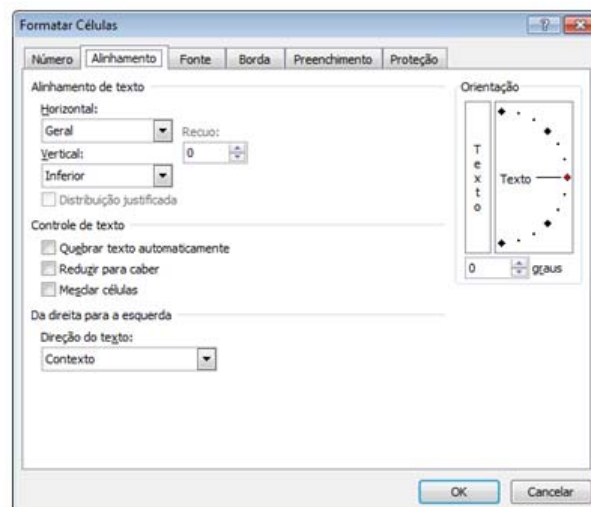 Formatar Células
Número Alinhamento Fonte Borda Preenchimento Proteção
Alinhamento de texto
Horizontal:
Geral
Recuo:
Vertical:
0
Inferior
Distribuição justificada
Controle de texto
Quebrar texto automaticamente
Reduzir para caber
Mesclar células
Da direita para a esquerda
Direção do texto:
Contexto
Orientação
Texto
Texto
0 graus
OK Cancelar